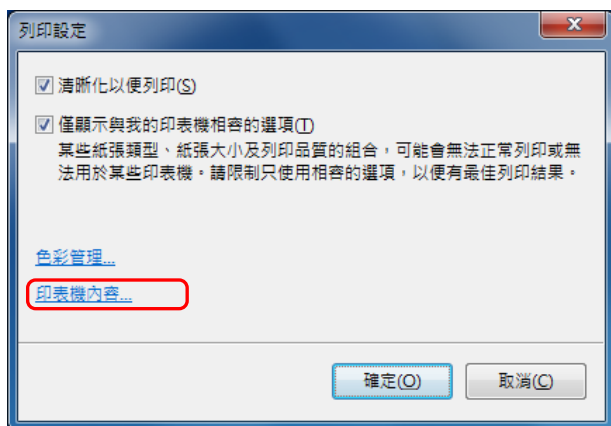 列印設定
清晰化以便列印(S)
僅顯示與我的印表機相容的選項(T)
某些紙張類型、紙張大小及列印品質的組合，可能會無法正常列印或無
法用於某些印表機。請限制只使用相容的選項，以便有最佳列印結果。
色彩管理...
印表機內容...
確定(O)
取消(C)